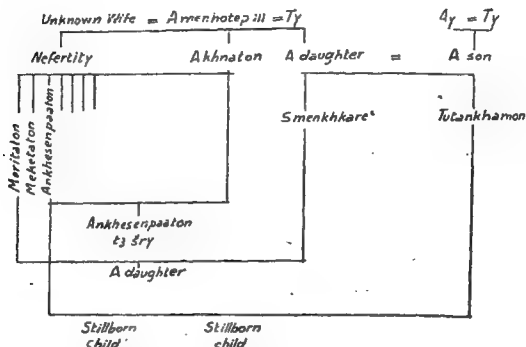 Unknown Wife = Amenhotep III = Ty
Ay = Ty
Nefertity
Akhnaton
A daughter = A son
Meritaton
Meketaton
Ankhesenpaaton
Smenkhkare
Tutankhamon
Ankhesenpaaton
t3 šry
A daughter
Stillborn
Child
Stillborn
child